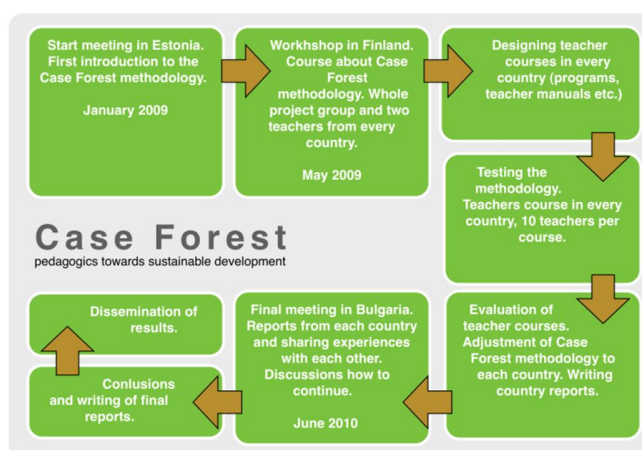 Start meeting in Estonia.
First introduction to the
Case Forest methodology.
January 2009
Workhshop in Finland.
Course about Case
Forest
methodology. Whole
project group and two
teachers from every
country.
May 2009
Designing teacher
courses in every
country (programs,
teacher manuals etc.)
Testing the
methodology.
Teachers course in every
country, 10 teachers per
course.
Case Forest
pedagogics towards sustainable development
Evaluation of
teacher courses.
Adjustment of Case
Forest methodology to
each country. Writing
country reports.
Final meeting in Bulgaria.
Reports from each country
and sharing experiences
with each other.
Discussions how to
continue.
June 2010
Conlusions
and writing of final
reports.
Dissemination of
results.